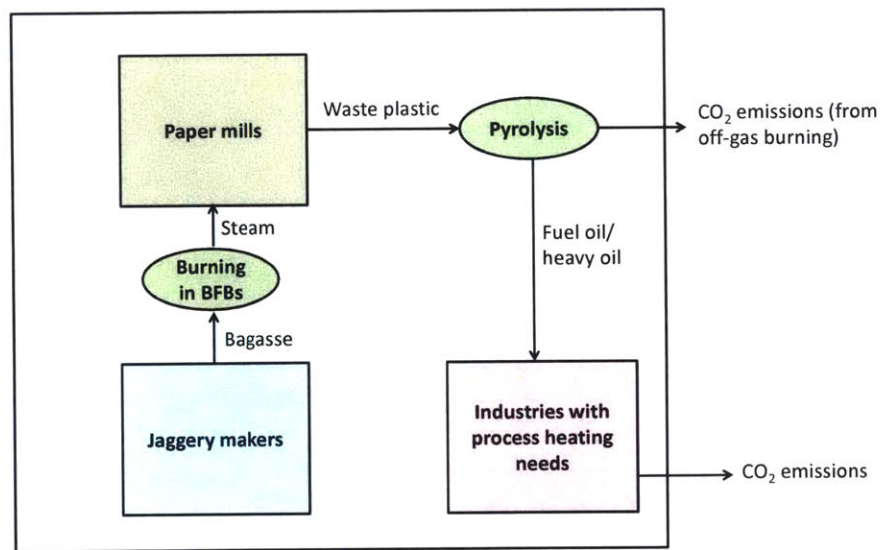 Paper mills
Waste plastic
Pyrolysis
CO₂ emissions (from
off-gas burning)
Steam
Fuel oil/
heavy oil
Burning
in BFBs
Bagasse
Jaggery makers
Industries with
process heating
needs
CO₂ emissions